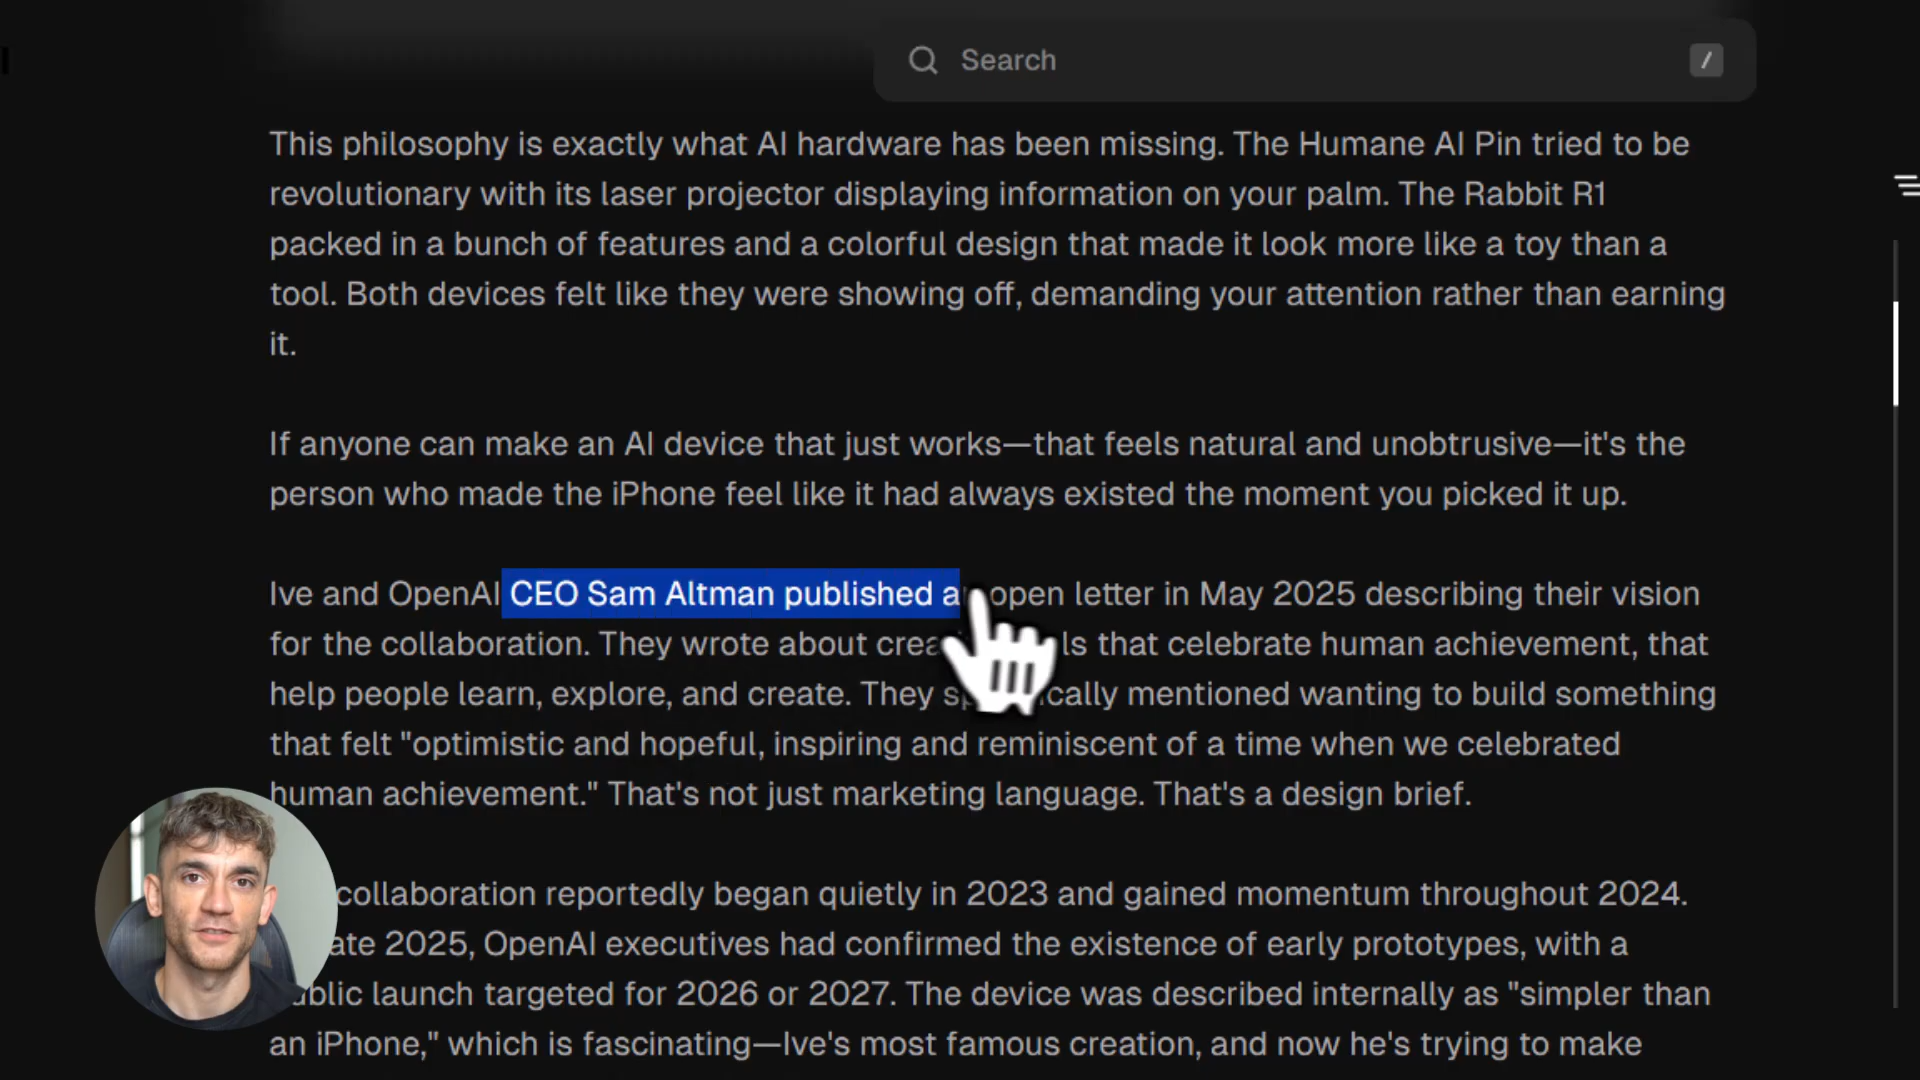 Search /
This philosophy is exactly what AI hardware has been missing. The Humane AI Pin tried to be
revolutionary with its laser projector displaying information on your palm. The Rabbit R1
packed in a bunch of features and a colorful design that made it look more like a toy than a
tool. Both devices felt like they were showing off, demanding your attention rather than earning
it.
If anyone can make an AI device that just works—that feels natural and unobtrusive—it's the
person who made the iPhone feel like it had always existed the moment you picked it up.
Ive and OpenAI CEO Sam Altman published a open letter in May 2025 describing their vision
for the collaboration. They wrote about crea ls that celebrate human achievement, that
help people learn, explore, and create. They s cally mentioned wanting to build something
that felt "optimistic and hopeful, inspiring and reminiscent of a time when we celebrated
human achievement." That's not just marketing language. That's a design brief.
collaboration reportedly began quietly in 2023 and gained momentum throughout 2024.
ate 2025, OpenAI executives had confirmed the existence of early prototypes, with a
ublic launch targeted for 2026 or 2027. The device was described internally as "simpler than
an iPhone," which is fascinating—Ive's most famous creation, and now he's trying to make